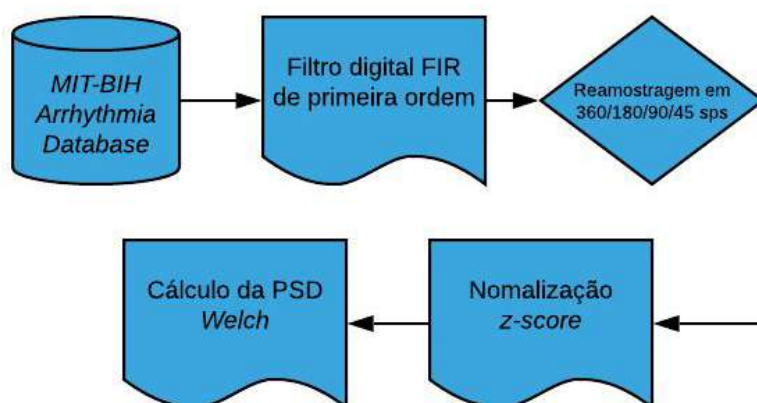 MIT-BIH
Arrhythmia
Database
Filtro digital FIR
de primeira ordem
Reamostragem em
360/180/90/45 sps
Cálculo da PSD
Welch
Nomalização
z-score